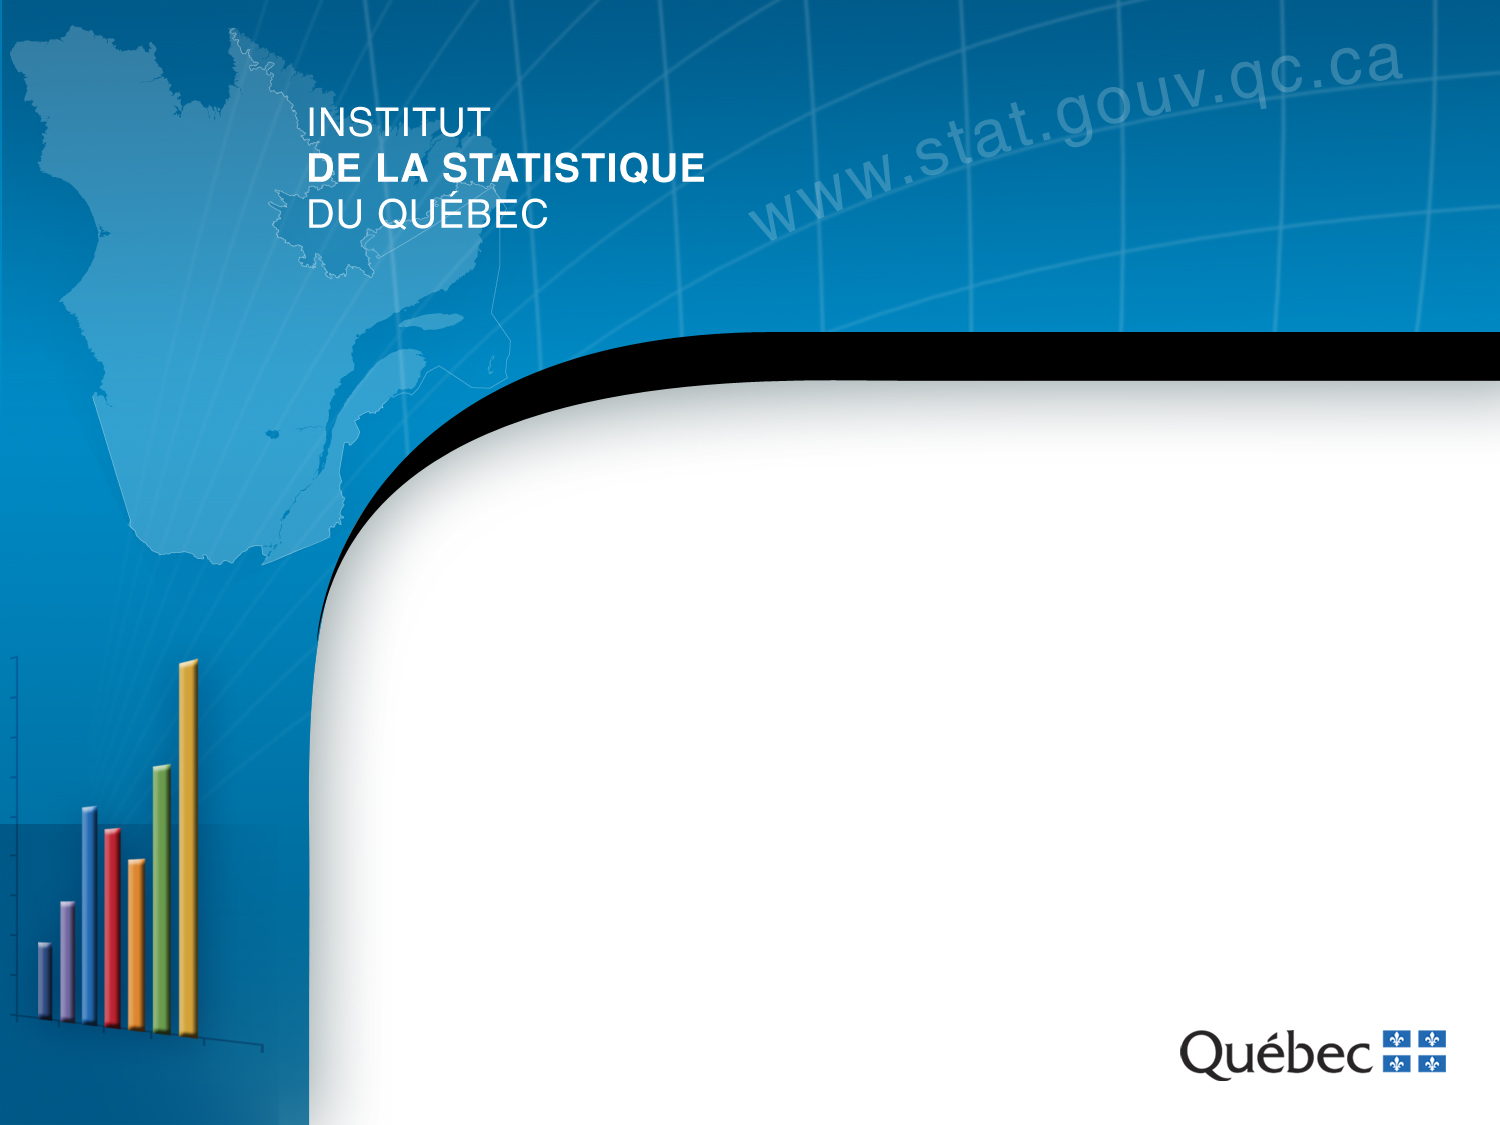 INSTITUT
DE LA STATISTIQUE
DU QUÉBEC
www.stat.gouv.qc.ca
Québec